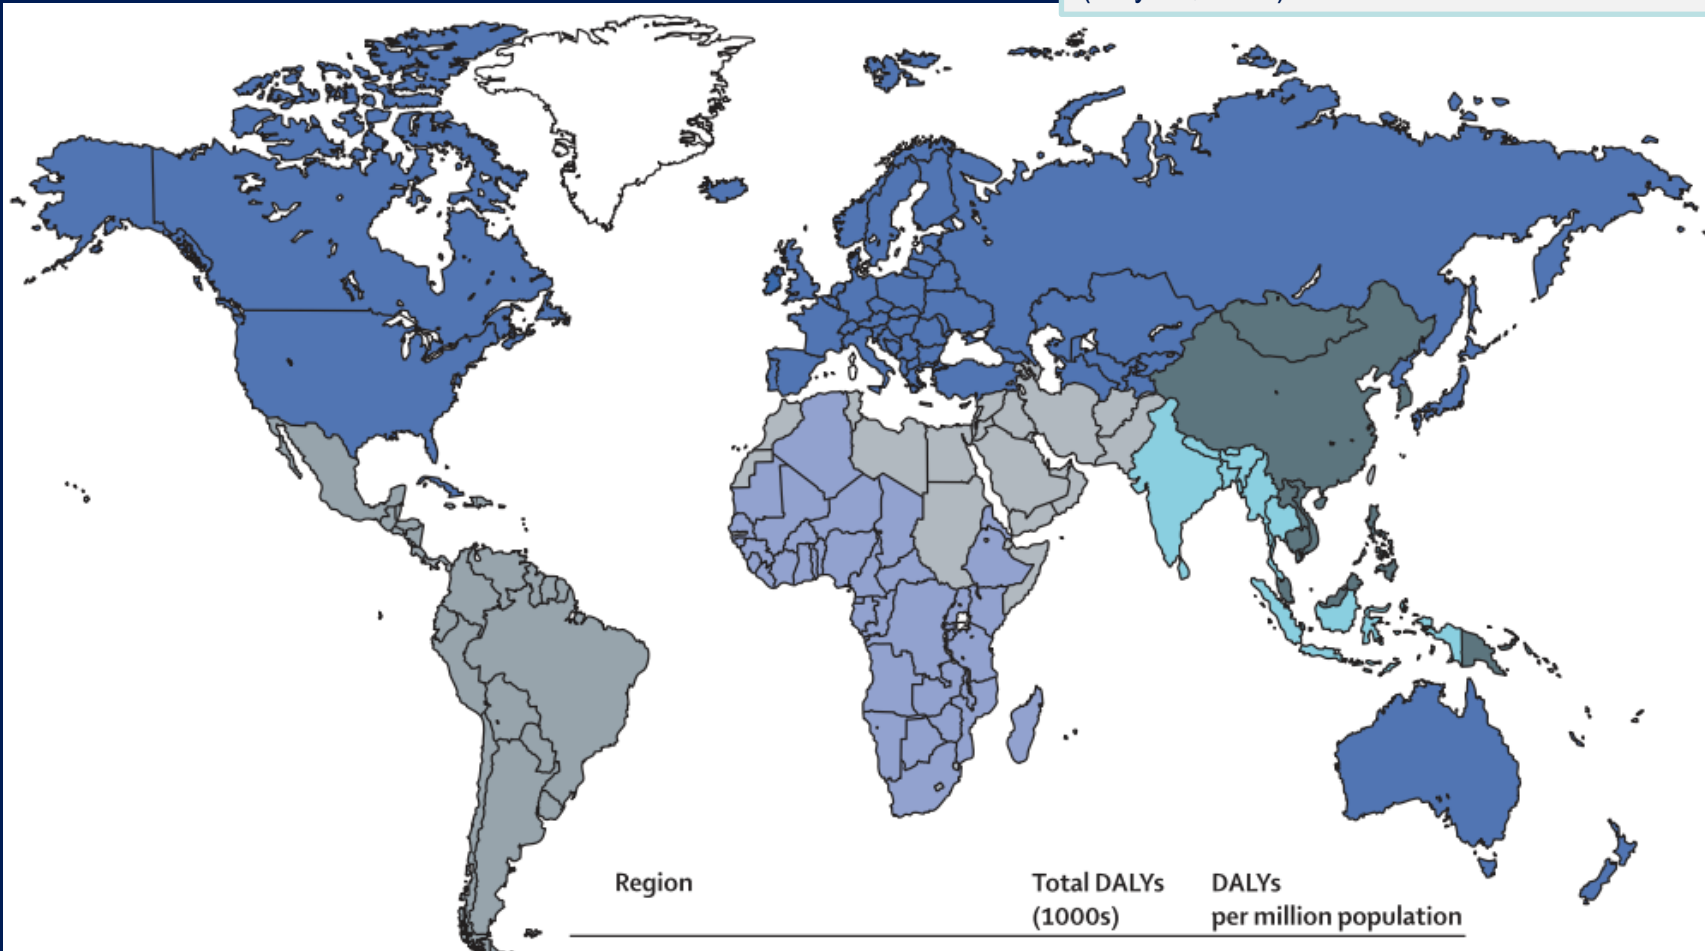 Region
Total DALYs
(1000s)
DALYs
per million population